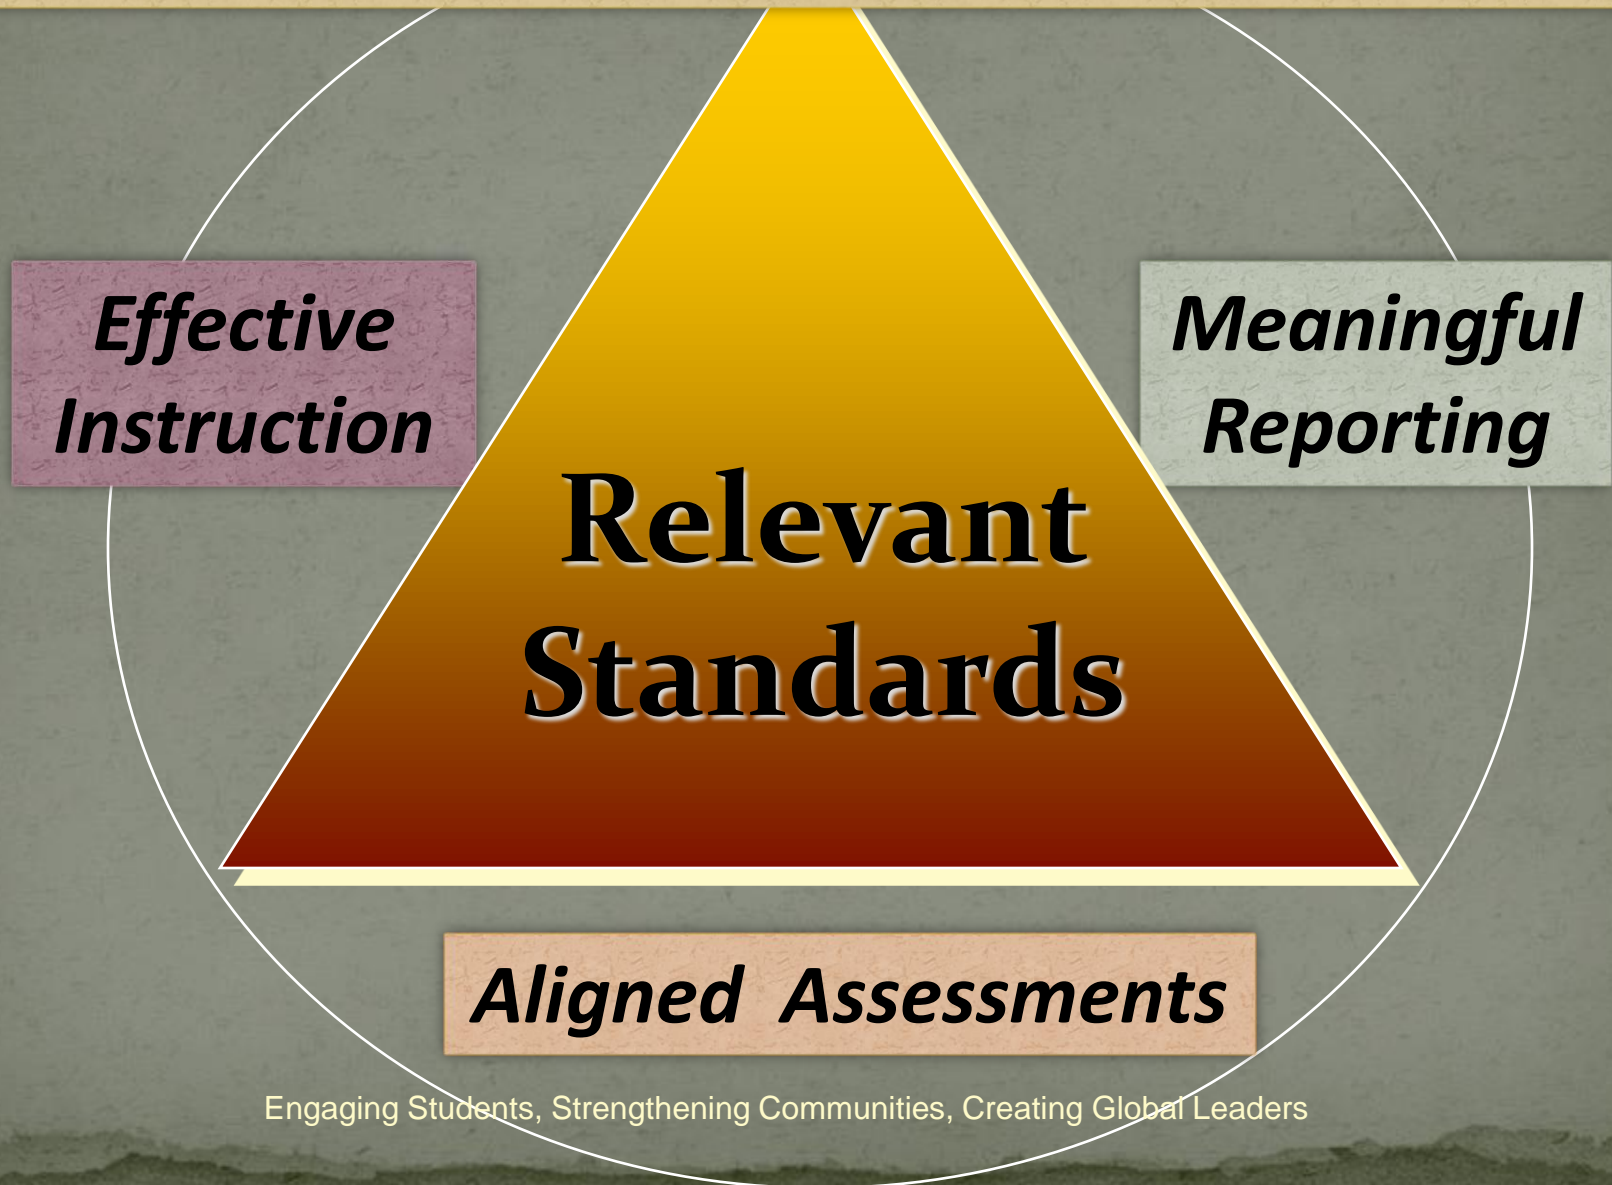 Effective
Instruction
Meaningful
Reporting
Relevant
Standards
Aligned Assessments
Engaging Students, Strengthening Communities, Creating Global Leaders